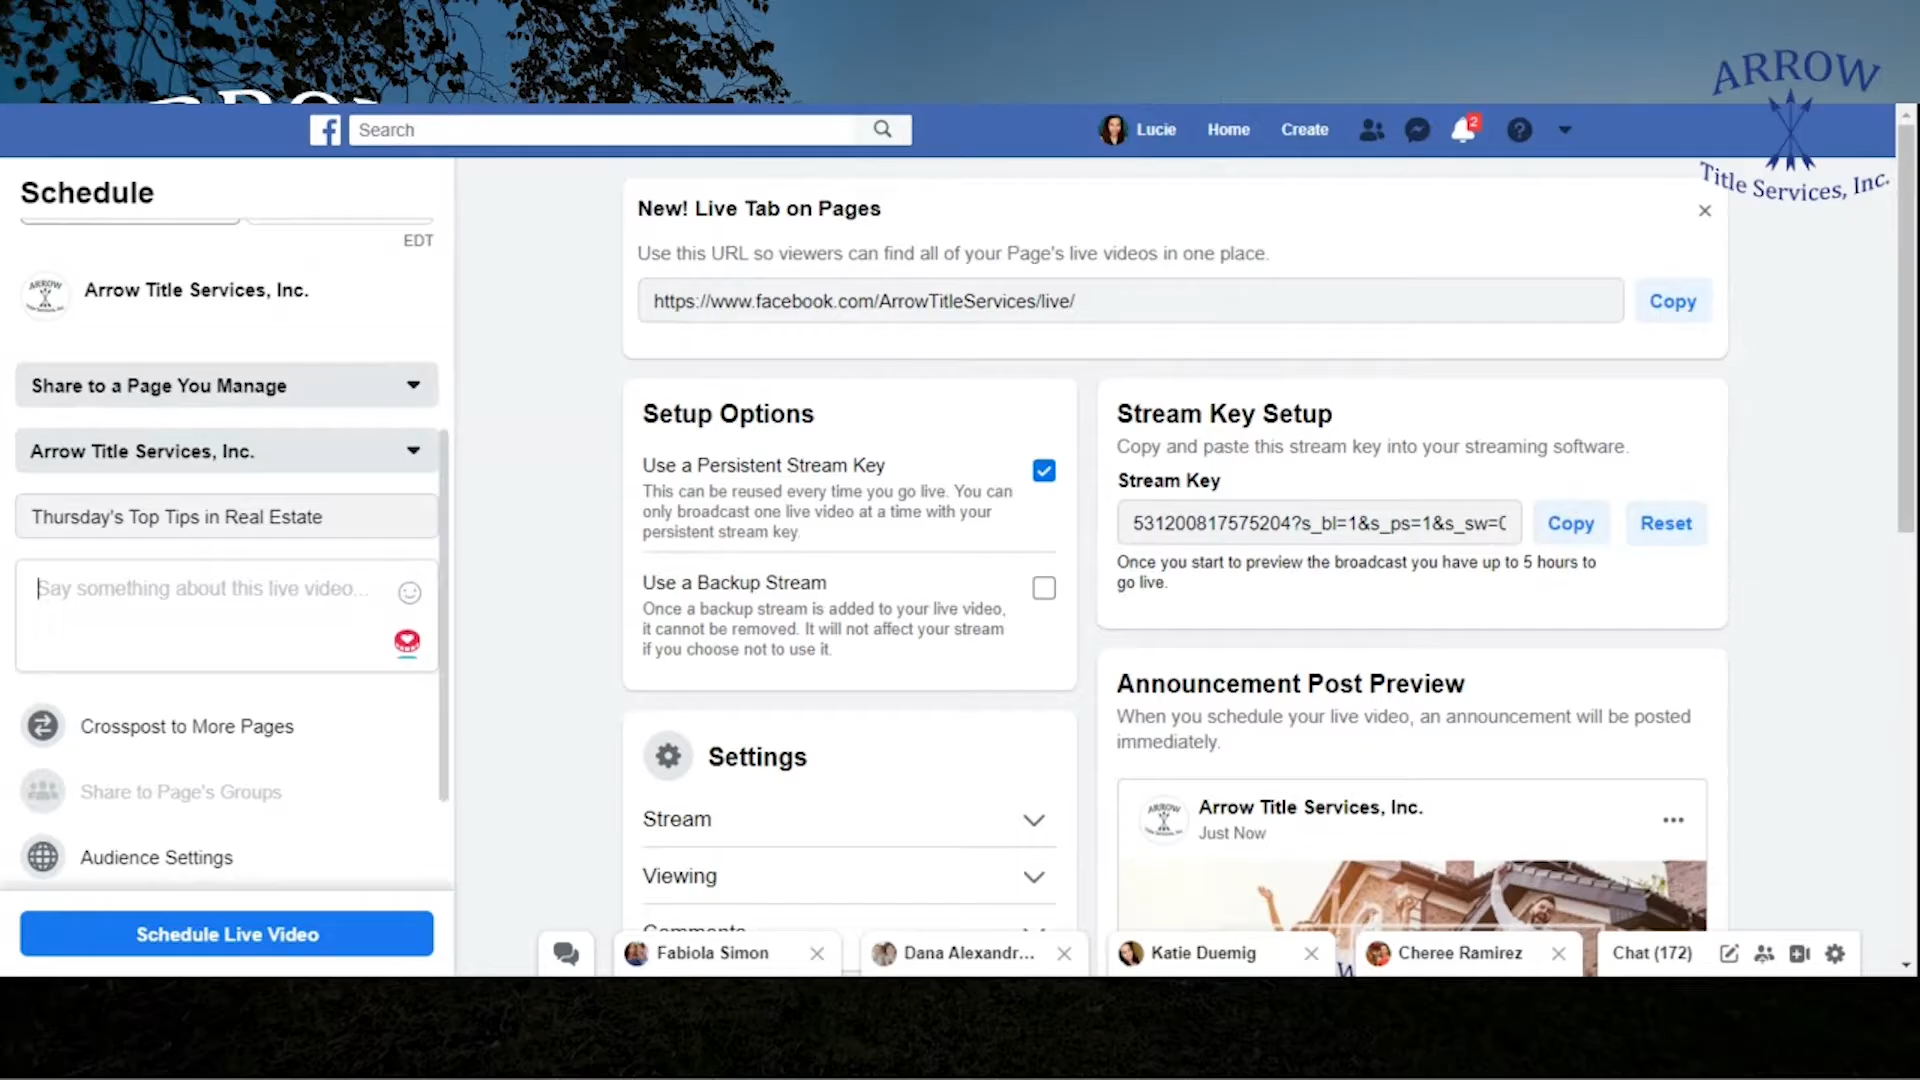 ARROW
Title Services, Inc.
Search
Lucie
Home
Create
2
Schedule
EDT
Arrow Title Services, Inc.
Share to a Page You Manage
Arrow Title Services, Inc.
Thursday's Top Tips in Real Estate
Say something about this live video...
Crosspost to More Pages
Share to Page's Groups
Audience Settings
Schedule Live Video
New! Live Tab on Pages
Use this URL so viewers can find all of your Page's live videos in one place.
https://www.facebook.com/ArrowTitleServices/live/
Copy
Setup Options
Use a Persistent Stream Key
This can be reused every time you go live. You can
only broadcast one live video at a time with your
persistent stream key.
Use a Backup Stream
Once a backup stream is added to your live video,
it cannot be removed. It will not affect your stream
if you choose not to use it.
Settings
Stream
Viewing
Comments
Stream Key Setup
Copy and paste this stream key into your streaming software.
Stream Key
531200817575204?s_bl=1&s_ps=1&s_sw=0
Copy
Reset
Once you start to preview the broadcast you have up to 5 hours to
go live.
Announcement Post Preview
When you schedule your live video, an announcement will be posted
immediately.
ARROW
Arrow Title Services, Inc.
Just Now
Fabiola Simon
Dana Alexandr...
Katie Duemig
Cheree Ramirez
Chat (172)